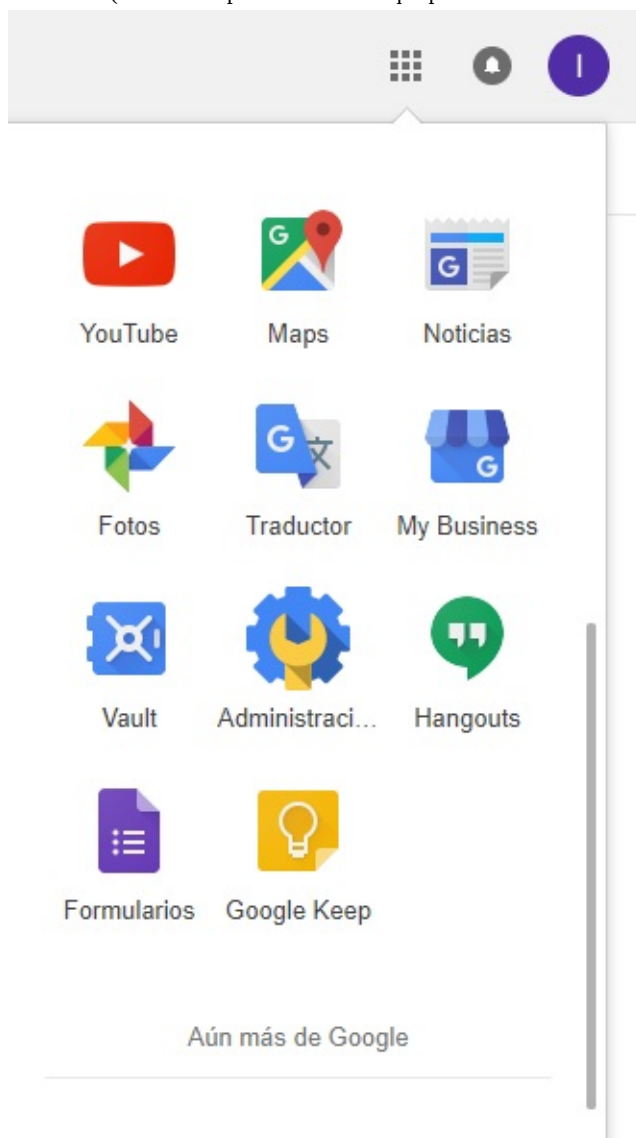 I
YouTube Maps Noticias
Fotos Traductor My Business
Vault Administraci... Hangouts
Formularios Google Keep
Aún más de Google